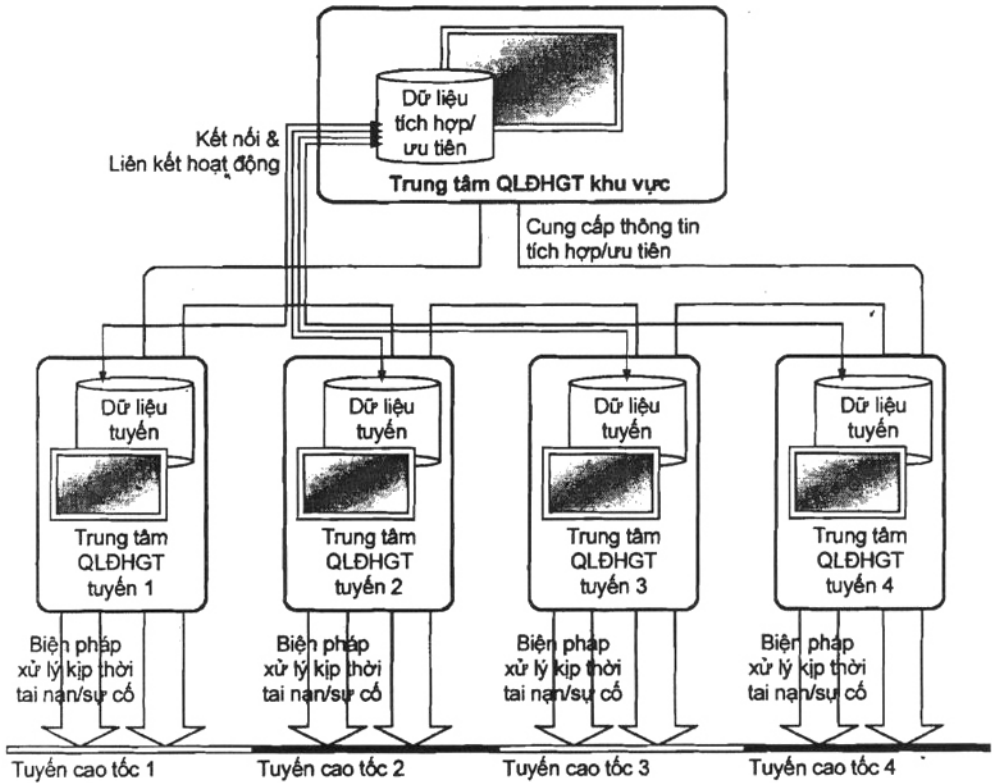 Dữ liệu
tích hợp/
ưu tiên
Trung tâm QLĐHGT khu vực
Kết nối &
Liên kết hoạt động
Cung cấp thông tin
tích hợp/ưu tiên
Dữ liệu
tuyến
Trung tâm
QLĐHGT
tuyến 1
Dữ liệu
tuyến
Trung tâm
QLĐHGT
tuyến 2
Dữ liệu
tuyến
Trung tâm
QLĐHGT
tuyến 3
Dữ liệu
tuyến
Trung tâm
QLĐHGT
tuyến 4
Biện pháp
xử lý kịp thời
tai nạn/sự cố
Biện pháp
xử lý kịp thời
tai nạn/sự cố
Biện pháp
xử lý kịp thời
tai nạn/sự cố
Biện pháp
xử lý kịp thời
tai nạn/sự cố
Tuyến cao tốc 1
Tuyến cao tốc 2
Tuyến cao tốc 3
Tuyến cao tốc 4